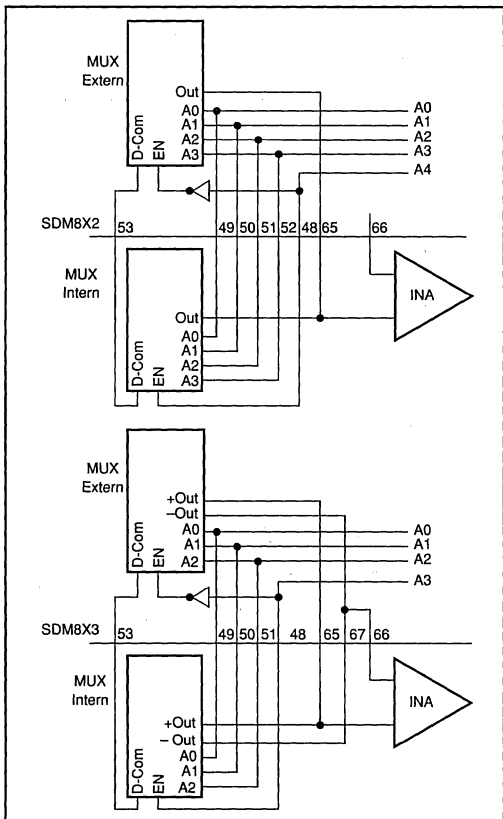 MUX
Extern
Out
A0
A1
A2
A3
D-Com
EN
A0
A1
A2
A3
A4
SDM8X2
53
49 50 51 52 48 65
66
MUX
Intern
Out
A0
A1
A2
A3
D-Com
EN
INA
MUX
Extern
+Out
−Out
A0
A1
A2
D-Com
EN
A0
A1
A2
A3
SDM8X3
53
49 50 51
48
65
67
66
MUX
Intern
+Out
− Out
A0
A1
A2
D-Com
EN
INA